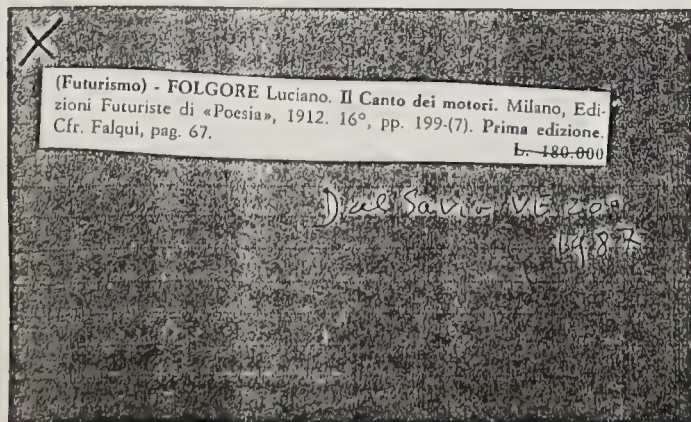 X
(Futurismo) - FOLGORE Luciano. Il Canto dei motori. Milano, Edi-
zioni Futuriste di «Poesia», 1912. 16°, pp. 199-(7). Prima edizione.
Cfr. Falqui, pag. 67.
L. 180.000
1987